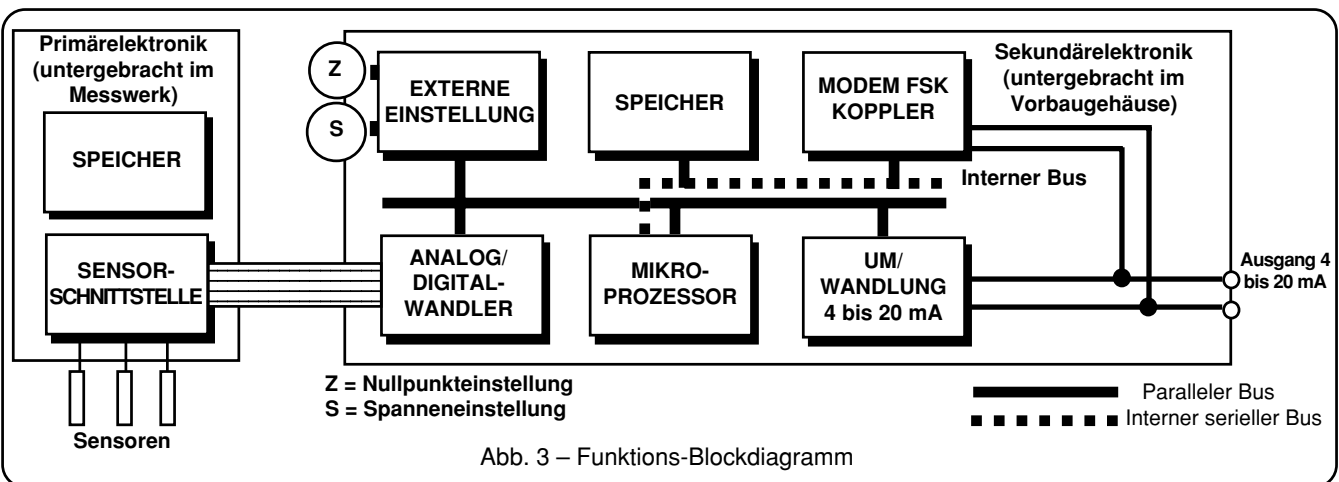 Primärelektronik
(untergebracht im
Messwerk)
SPEICHER
SENSOR-
SCHNITTSTELLE
Sensoren
Z
S
EXTERNE
EINSTELLUNG
SPEICHER
MODEM FSK
KOPPLER
Sekundärelektronik
(untergebracht im
Vorbaugehäuse)
Interner Bus
ANALOG/
DIGITAL-
WANDLER
MIKRO-
PROZESSOR
UM/
WANDLUNG
4 bis 20 mA
Ausgang 4
bis 20 mA
Z = Nullpunkteinstellung
S = Spanneneinstellung
Paralleler Bus
Interner serieller Bus
Abb. 3 – Funktions-Blockdiagramm